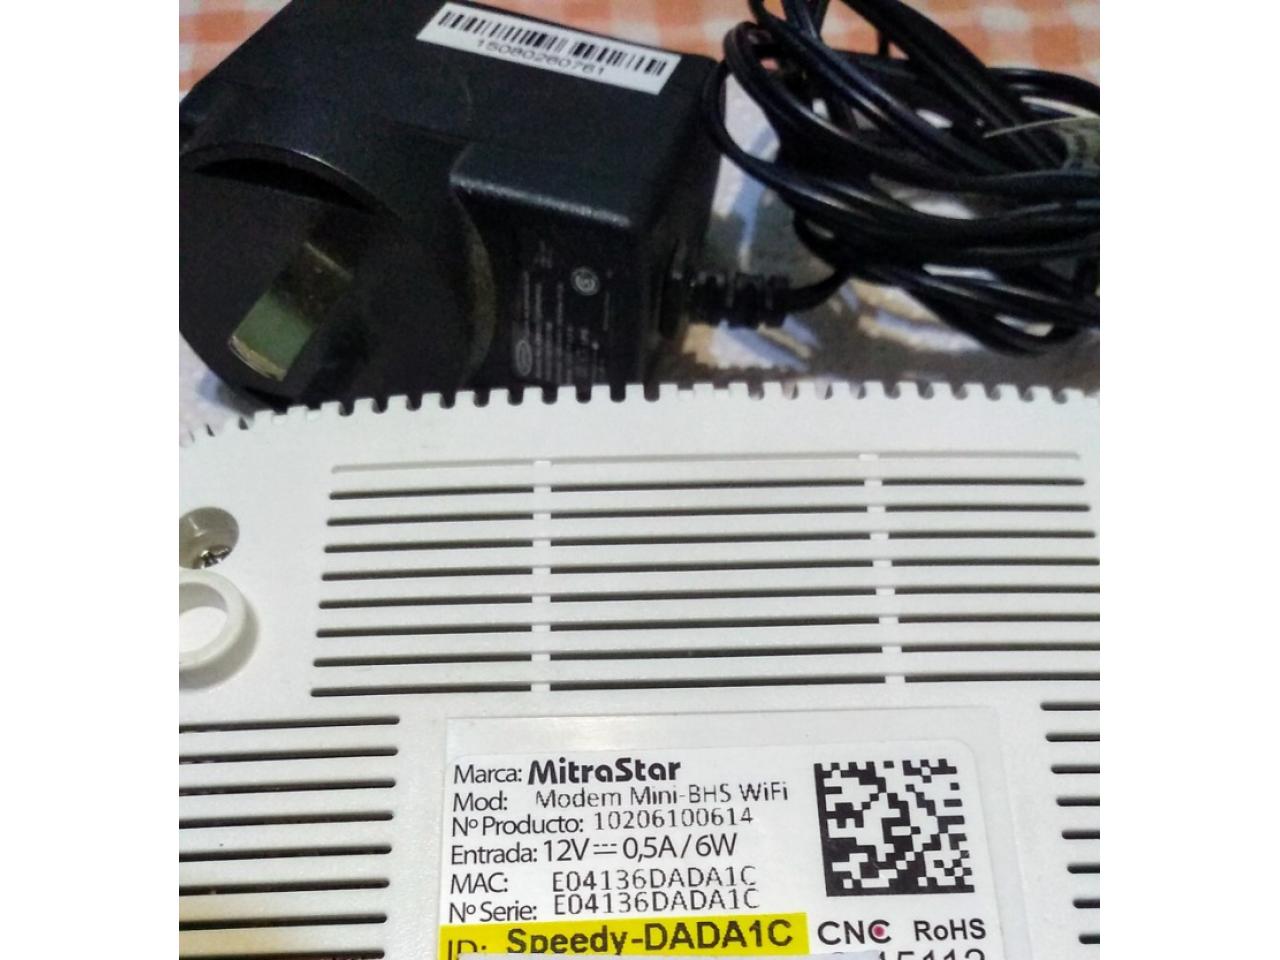 15080260761
Marca: MitraStar
Mod: Modem Mini-BHS WiFi
Nº Producto: 10206100614
Entrada: 12V⎓0,5A/6W
MAC: E04136DADA1C
Nº Serie: E04136DADA1C
ID: Speedy-DADA1C
CNC RoHS